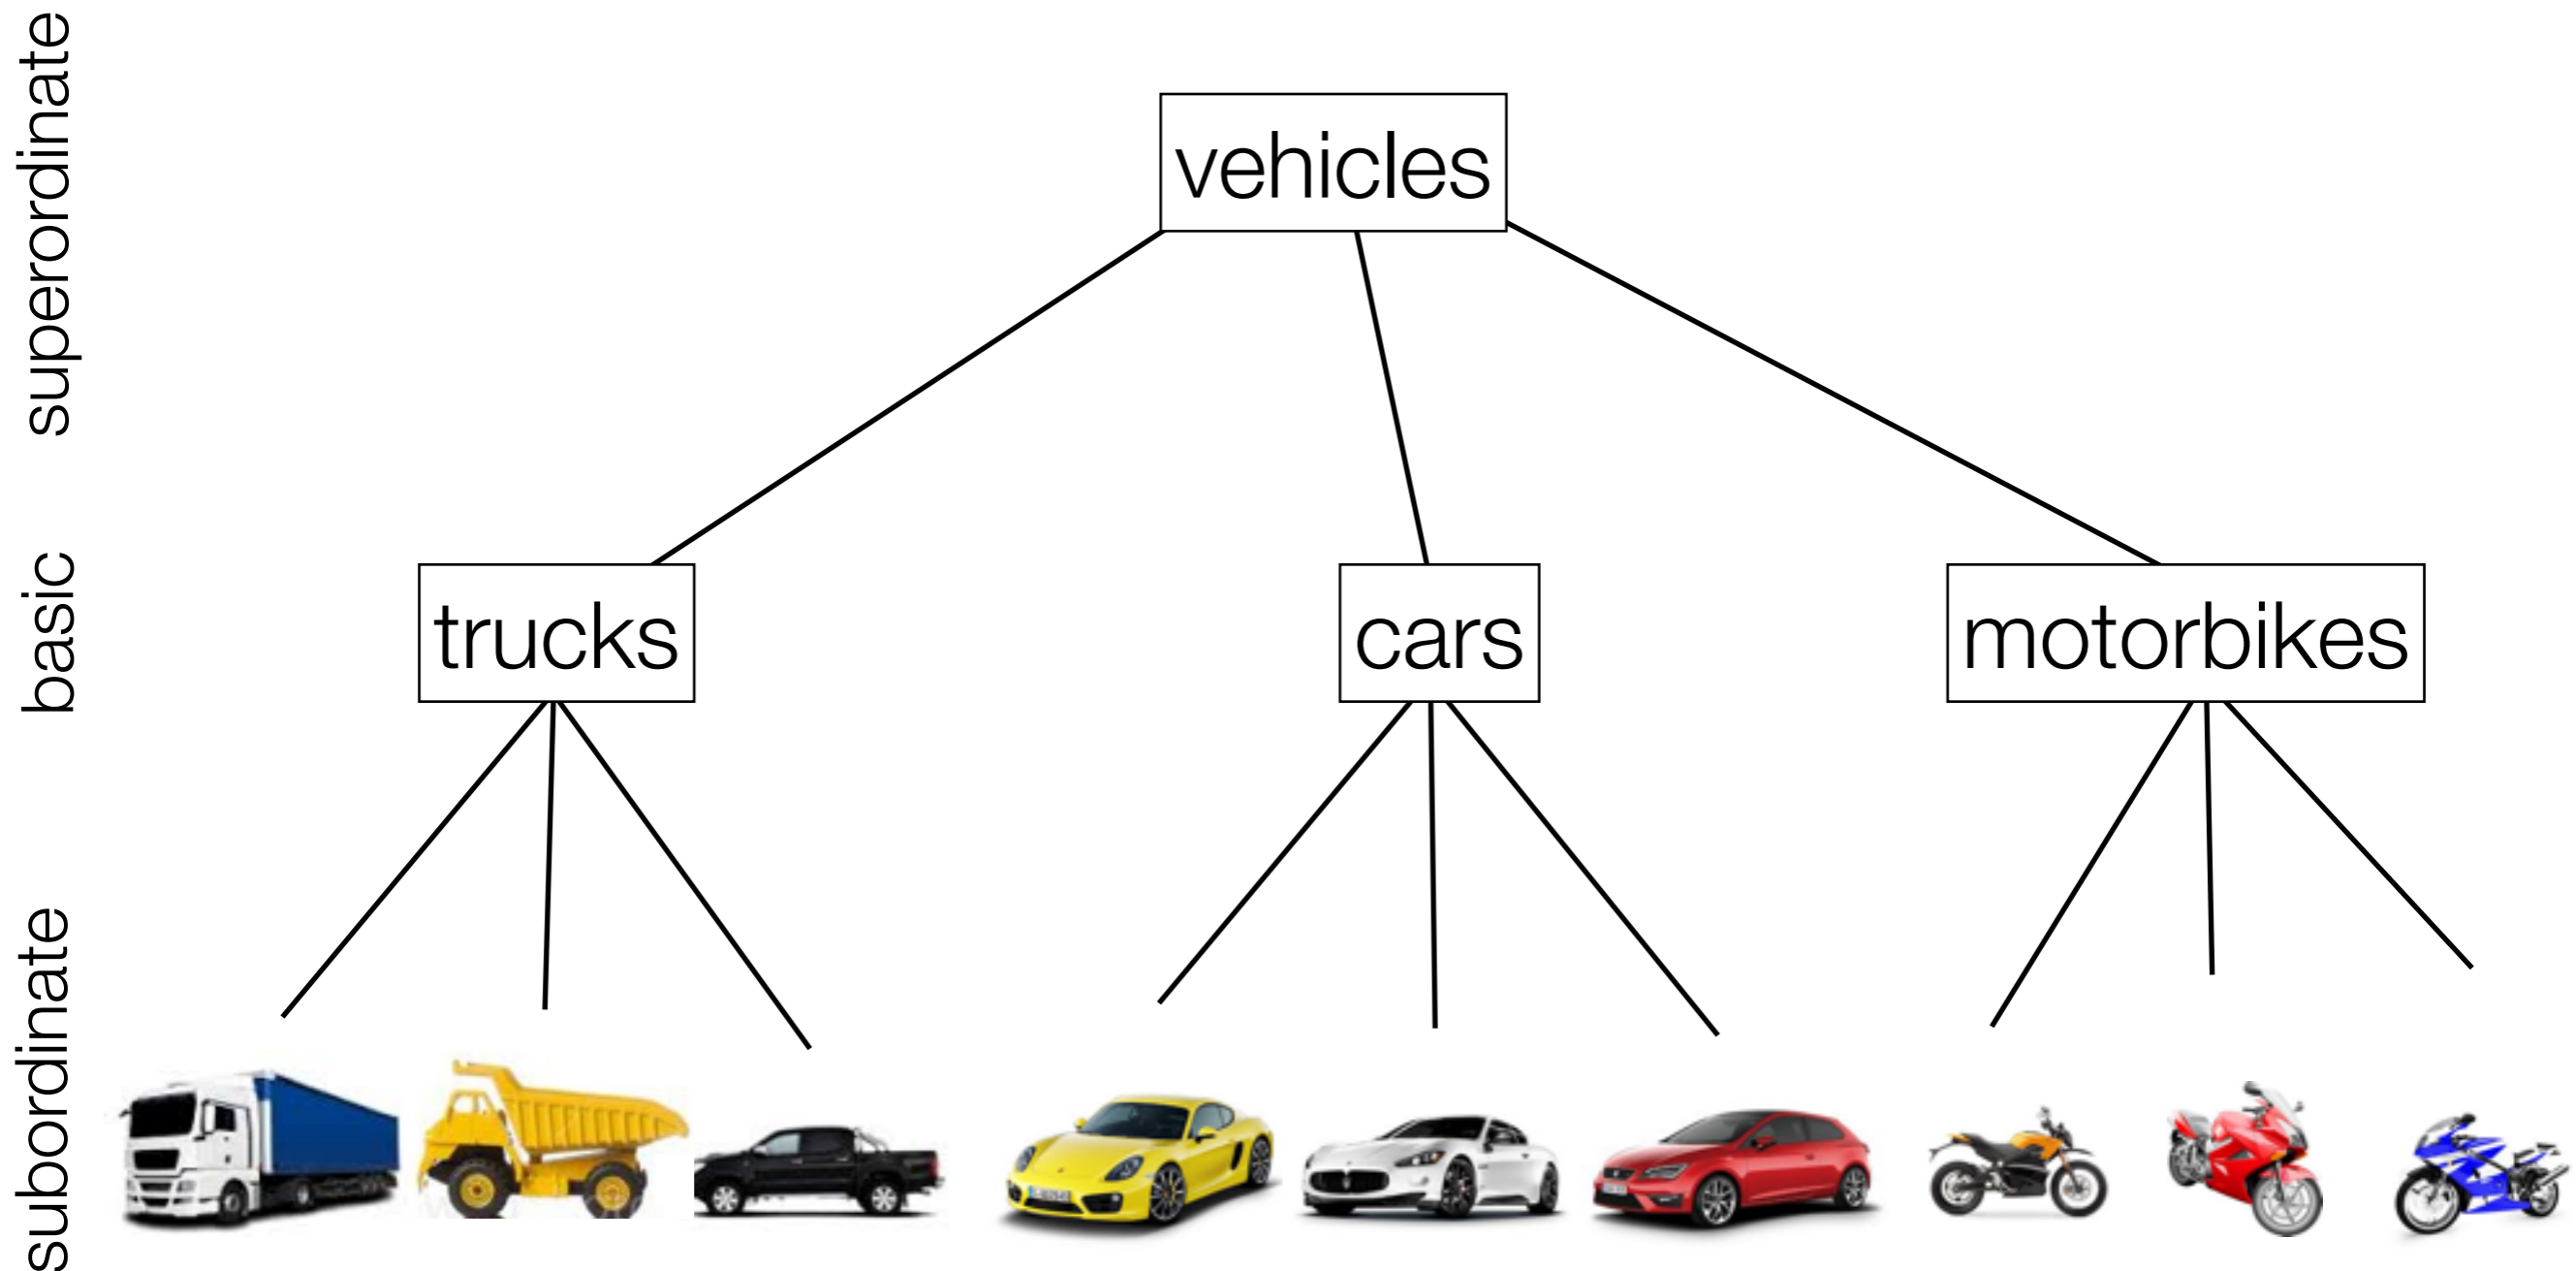 superordinate
vehicles
basic
trucks
cars
motorbikes
subordinate